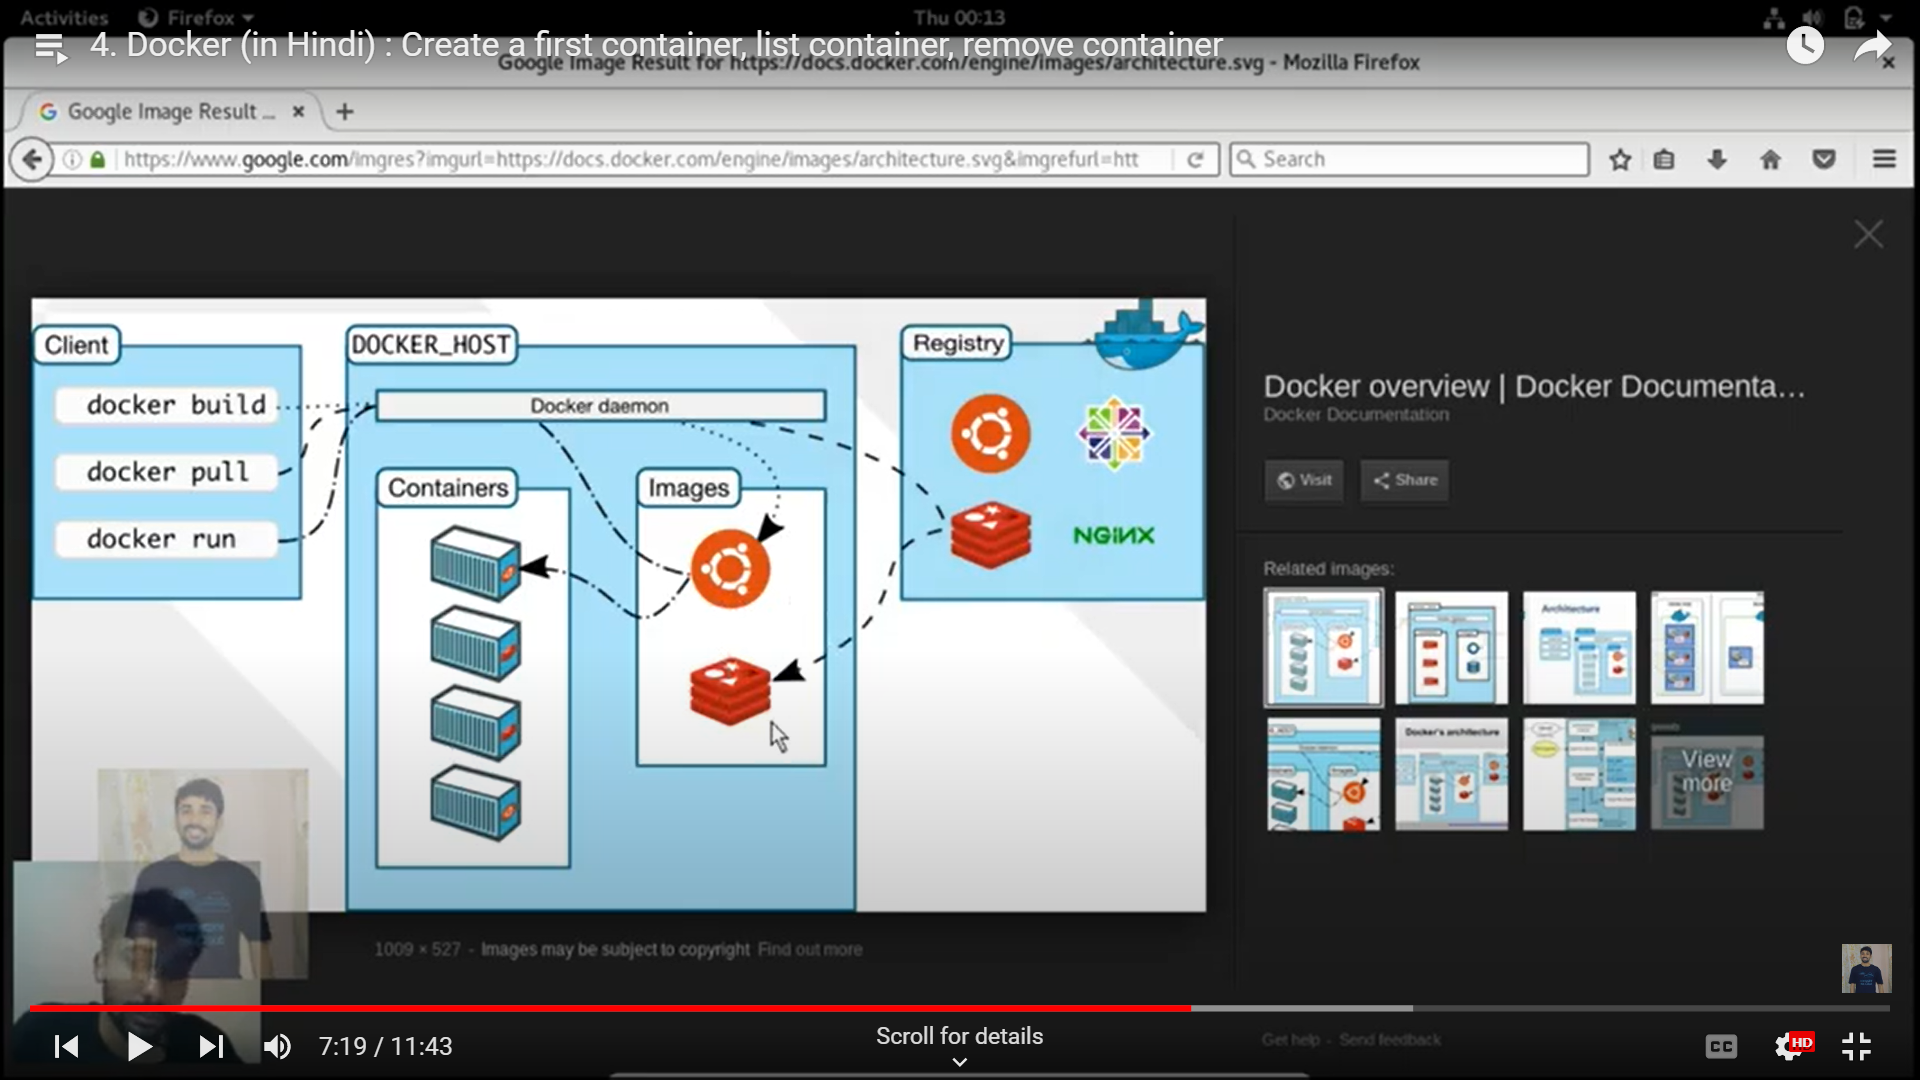 Activities Firefox Thu 00:13
4. Docker (in Hindi) : Create a first container, list container, remove container
Google Image Result for https://docs.docker.com/engine/images/architecture.svg - Mozilla Firefox
Google Image Result ...
https://www.google.com/imgres?imgurl=https://docs.docker.com/engine/images/architecture.svg&imgrefurl=htt
Search
Client
docker build
docker pull
docker run
DOCKER_HOST
Docker daemon
Containers
Images
Registry
NGINX
Docker overview | Docker Documenta...
Docker Documentation
Visit
Share
Related images:
Architecture
Docker's architecture
View
more
1009 × 527 - Images may be subject to copyright Find out more
7:19 / 11:43
Scroll for details
Get help - Send feedback
CC
HD